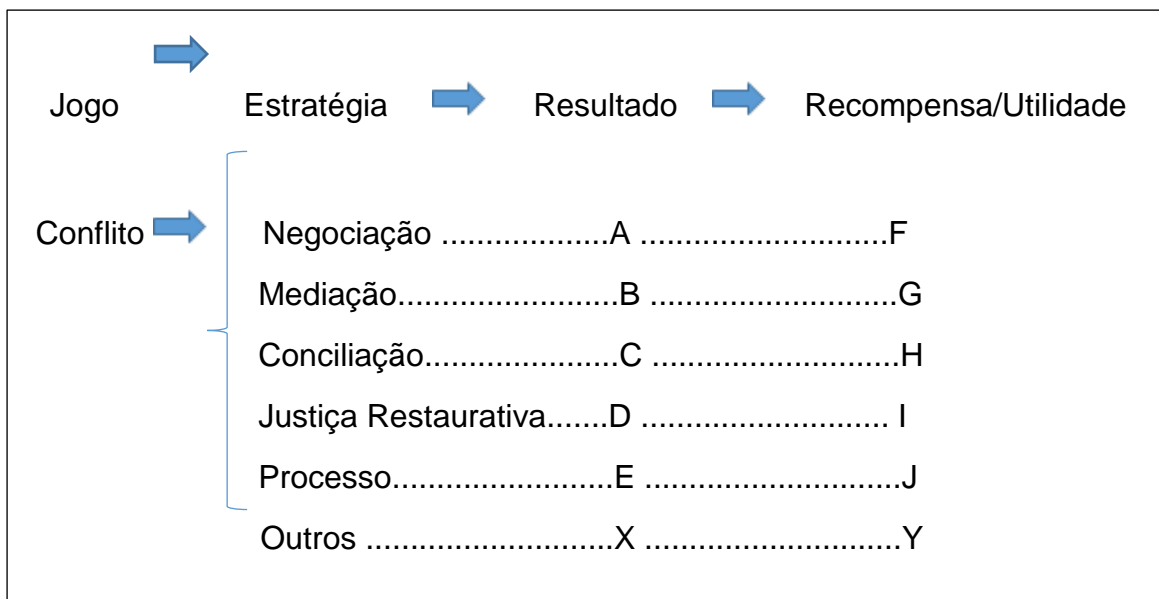 Jogo Estratégia Resultado Recompensa/Utilidade
Conflito Negociação ...................A ...........................F
Mediação........................B ...........................G
Conciliação.....................C ...........................H
Justiça Restaurativa.......D ........................... I
Processo........................E ...........................J
Outros ...........................X ............................Y